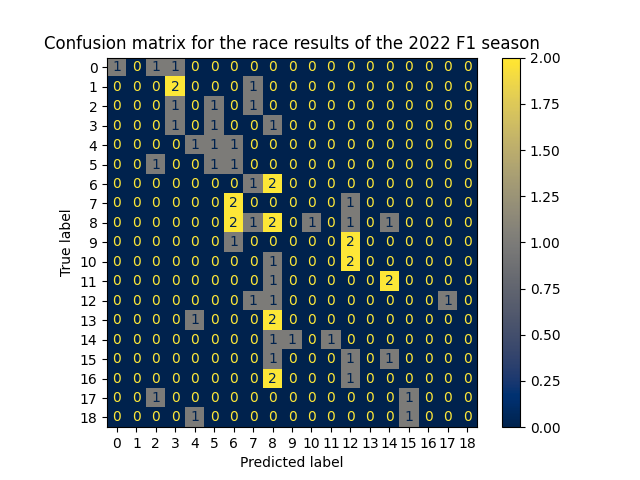 Confusion matrix for the race results of the 2022 F1 season
True label
0 1 0 1 1 0 0 0 0 0 0 0 0 0 0 0 0 0 0 0
1 0 0 0 2 0 0 0 1 0 0 0 0 0 0 0 0 0 0 0
2 0 0 0 1 0 1 0 1 0 0 0 0 0 0 0 0 0 0 0
3 0 0 0 1 0 1 0 0 1 0 0 0 0 0 0 0 0 0 0
4 0 0 0 0 1 1 1 0 0 0 0 0 0 0 0 0 0 0 0
5 0 0 1 0 0 1 1 0 0 0 0 0 0 0 0 0 0 0 0
6 0 0 0 0 0 0 0 1 2 0 0 0 0 0 0 0 0 0 0
7 0 0 0 0 0 0 2 0 0 0 0 0 1 0 0 0 0 0 0
8 0 0 0 0 0 0 2 1 2 0 1 0 1 0 1 0 0 0 0
9 0 0 0 0 0 0 1 0 0 0 0 0 2 0 0 0 0 0 0
10 0 0 0 0 0 0 0 0 1 0 0 0 2 0 0 0 0 0 0
11 0 0 0 0 0 0 0 0 1 0 0 0 0 0 2 0 0 0 0
12 0 0 0 0 0 0 0 1 1 0 0 0 0 0 0 0 0 1 0
13 0 0 0 0 1 0 0 0 2 0 0 0 0 0 0 0 0 0 0
14 0 0 0 0 0 0 0 0 1 1 0 1 0 0 0 0 0 0 0
15 0 0 0 0 0 0 0 0 1 0 0 0 1 0 1 0 0 0 0
16 0 0 0 0 0 0 0 0 2 0 0 0 1 0 0 0 0 0 0
17 0 0 1 0 0 0 0 0 0 0 0 0 0 0 0 1 0 0 0
18 0 0 0 0 1 0 0 0 0 0 0 0 0 0 0 1 0 0 0
0 1 2 3 4 5 6 7 8 9 10 11 12 13 14 15 16 17 18
Predicted label
2.00
1.75
1.50
1.25
1.00
0.75
0.50
0.25
0.00